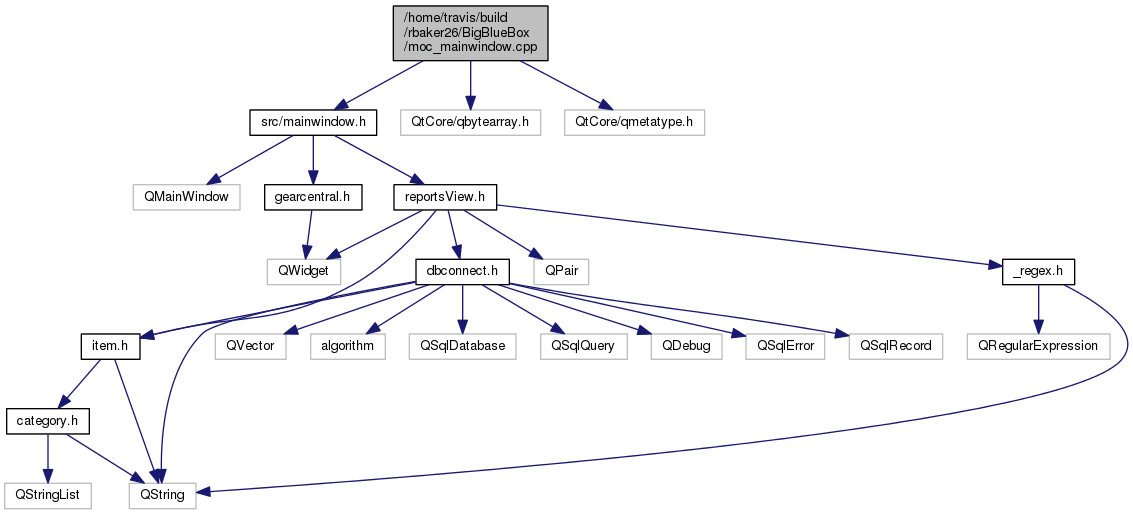 /home/travis/build
/rbaker26/BigBlueBox
/moc_mainwindow.cpp
src/mainwindow.h
QtCore/qbytearray.h
QtCore/qmetatype.h
QMainWindow
gearcentral.h
reportsView.h
QWidget
dbconnect.h
QPair
_regex.h
item.h
QVector
algorithm
QSqlDatabase
QSqlQuery
QDebug
QSqlError
QSqlRecord
QRegularExpression
category.h
QStringList
QString